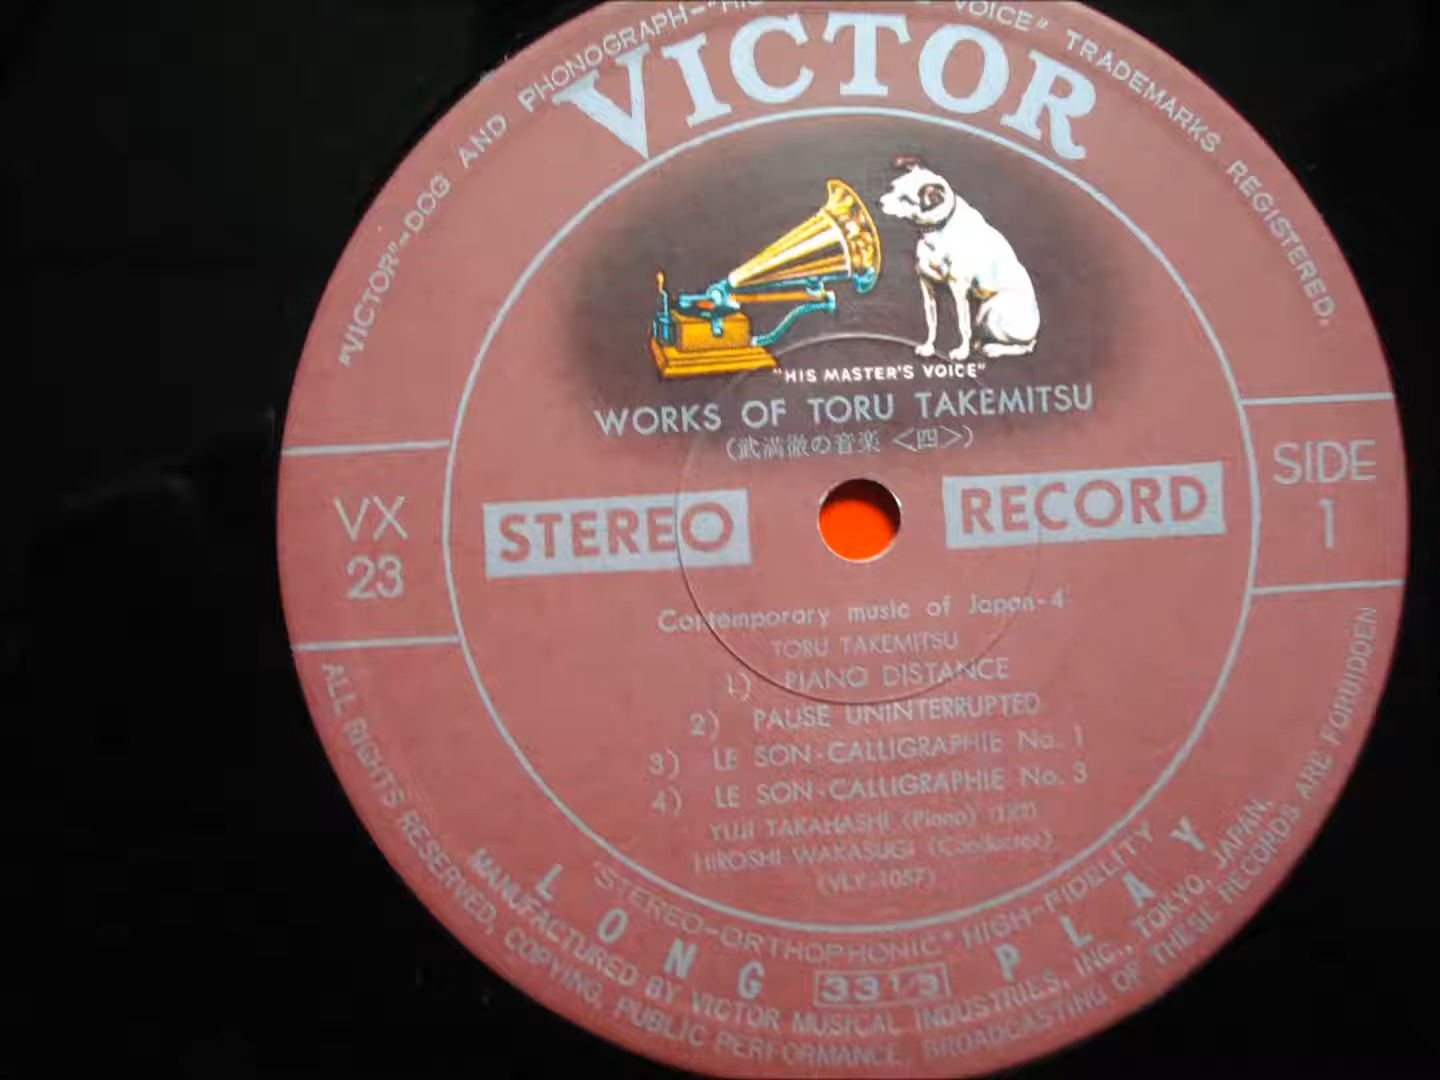 "VICTOR"-DOG AND PHONOGRAPH-"HIS VOICE" TRADEMARKS REGISTERED.
VICTOR
"HIS MASTER'S VOICE"
WORKS OF TORU TAKEMITSU
(武満徹の音楽 <四>)
VX
23
STEREO RECORD
SIDE
1
Contemporary music of Japan-4
TORU TAKEMITSU
1) PIANO DISTANCE
2) PAUSE UNINTERRUPTED
3) LE SON-CALLIGRAPHIE No. 1
4) LE SON-CALLIGRAPHIE No. 3
YUJI TAKAHASHI (Piano)
HIROSHI WAKASUGI (Conductor)
STEREO-ORTHOPHONIC" HIGH-FIDELITY
LONG 33 1/3 PLAY
MANUFACTURED BY VICTOR MUSICAL INDUSTRIES, INC., TOKYO, JAPAN.
ALL RIGHTS RESERVED, COPYING, PUBLIC PERFORMANCE, BROADCASTING OF THESE RECORDS ARE FORBIDDEN